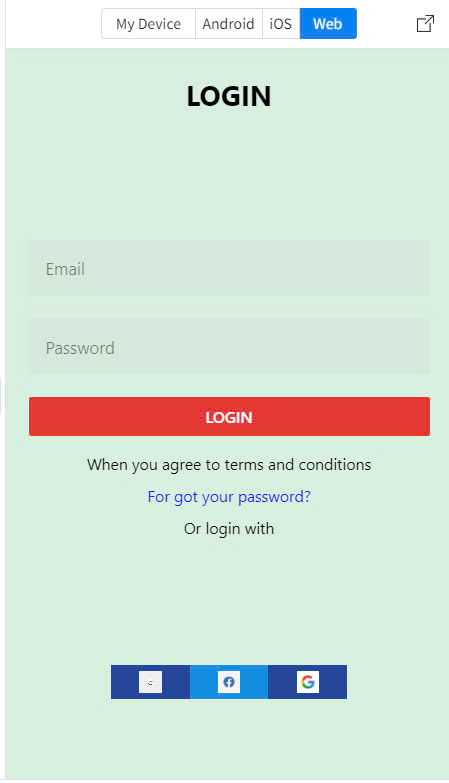 My Device Android iOS Web
LOGIN
Email
Password
LOGIN
When you agree to terms and conditions
For got your password?
Or login with